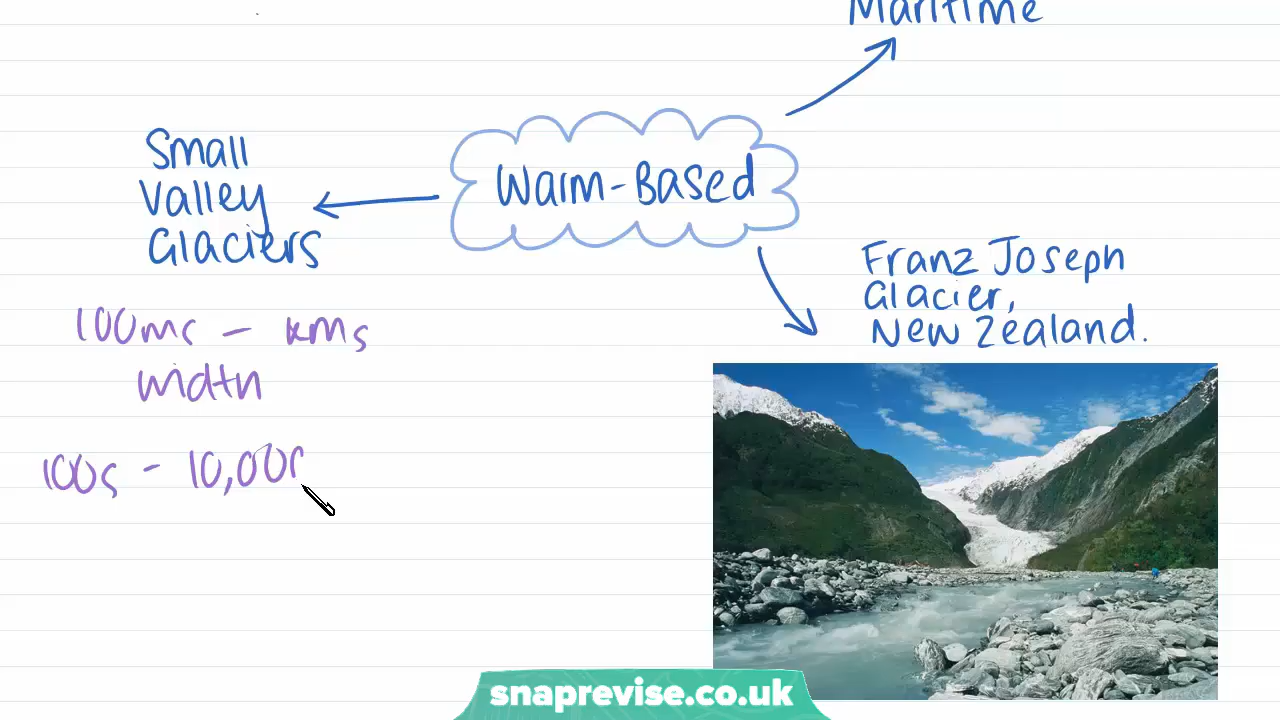 Maritime
Warm-Based
Small
Valley
Glaciers
Franz Joseph
Glacier,
New Zealand.
100ms - kms
width
100s - 10,00
snaprevise.co.uk